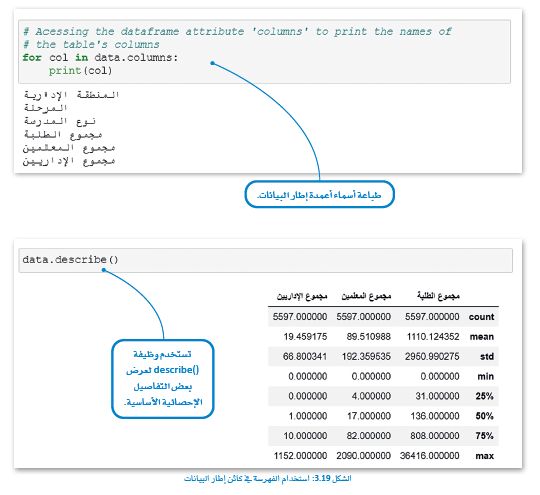 # Acessing the dataframe attribute 'columns' to print the names of
# the table's columns
for col in data.columns:
    print(col)
المنطقة الإدارية
المرحلة
نوع المدرسة
مجموع الطلبة
مجموع المعلمين
مجموع الإداريين
طباعة أسماء أعمدة إطار البيانات.
data.describe()
مجموع الطلبة مجموع المعلمين مجموع الإداريين
count 5597.000000 5597.000000 5597.000000
mean 1110.124352 89.510988 19.459175
std 2950.990275 192.359535 66.800341
min 0.000000 0.000000 0.000000
25% 31.000000 4.000000 0.000000
50% 136.000000 17.000000 1.000000
75% 808.000000 82.000000 10.000000
max 36416.000000 2090.000000 1152.000000
تستخدم وظيفة
describe() لعرض
بعض التفاصيل
الإحصائية الأساسية.
الشكل 3.19: استخدام الفهرسة في كائن إطار البيانات